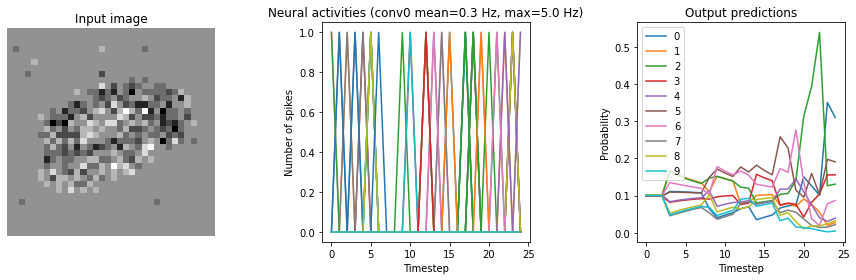 Input image
Neural activities (conv0 mean=0.3 Hz, max=5.0 Hz)
Number of spikes
1.0
0.8
0.6
0.4
0.2
0.0
0 5 10 15 20 25
Timestep
Output predictions
Probability
0.5
0.4
0.3
0.2
0.1
0.0
0
1
2
3
4
5
6
7
8
9
0 5 10 15 20 25
Timestep